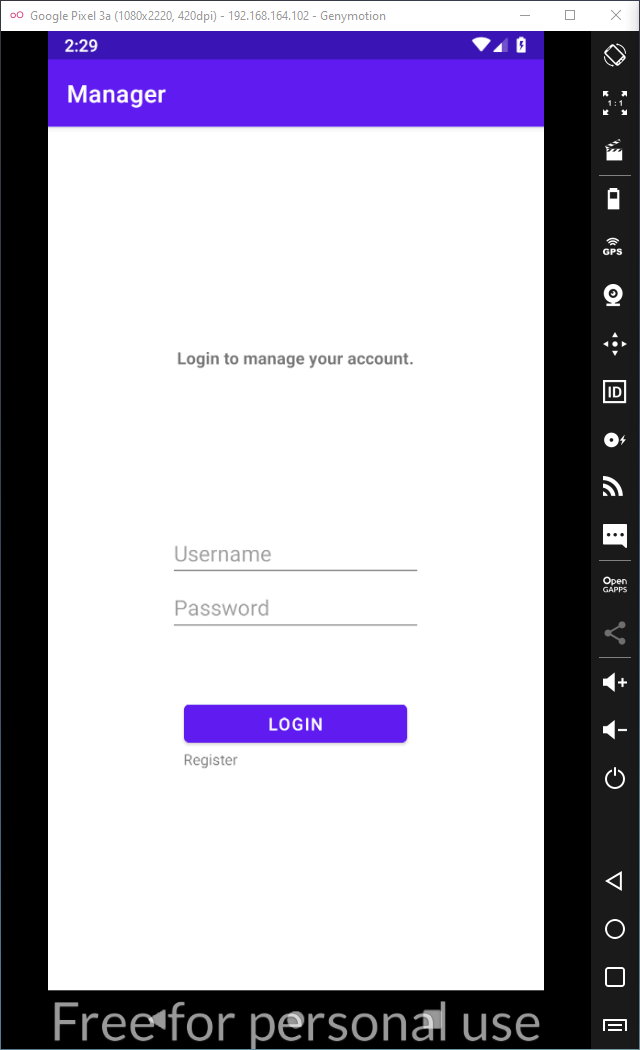 Google Pixel 3a (1080x2220, 420dpi) - 192.168.164.102 - Genymotion
2:29
Manager
1:1
GPS
Login to manage your account.
ID
Username
Open
GAPPS
Password
LOGIN
Register
Free for personal use